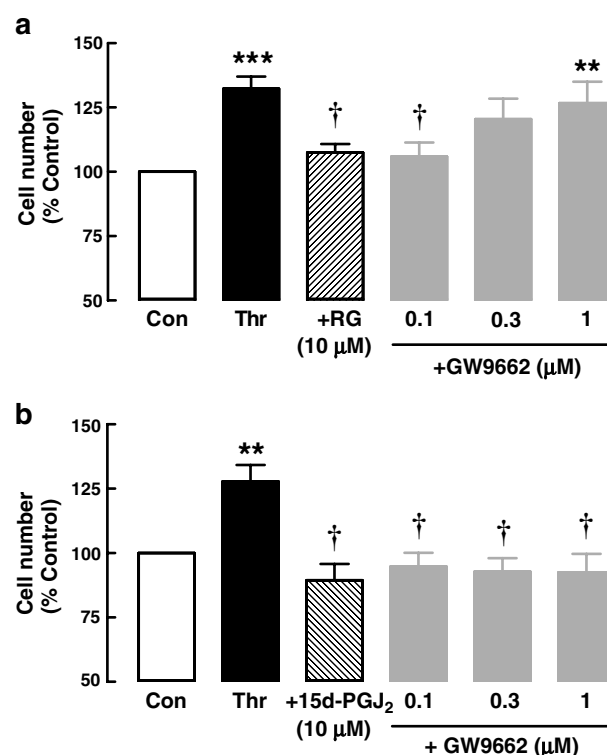 a
Cell number
(% Control)
150
125
100
75
50
***
†
†
**
Con Thr +RG 0.1 0.3 1
(10 μM)
+GW9662 (μM)
b
Cell number
(% Control)
150
125
100
75
50
**
†
†
†
†
Con Thr +15d-PGJ₂ 0.1 0.3 1
(10 μM)
+ GW9662 (μM)